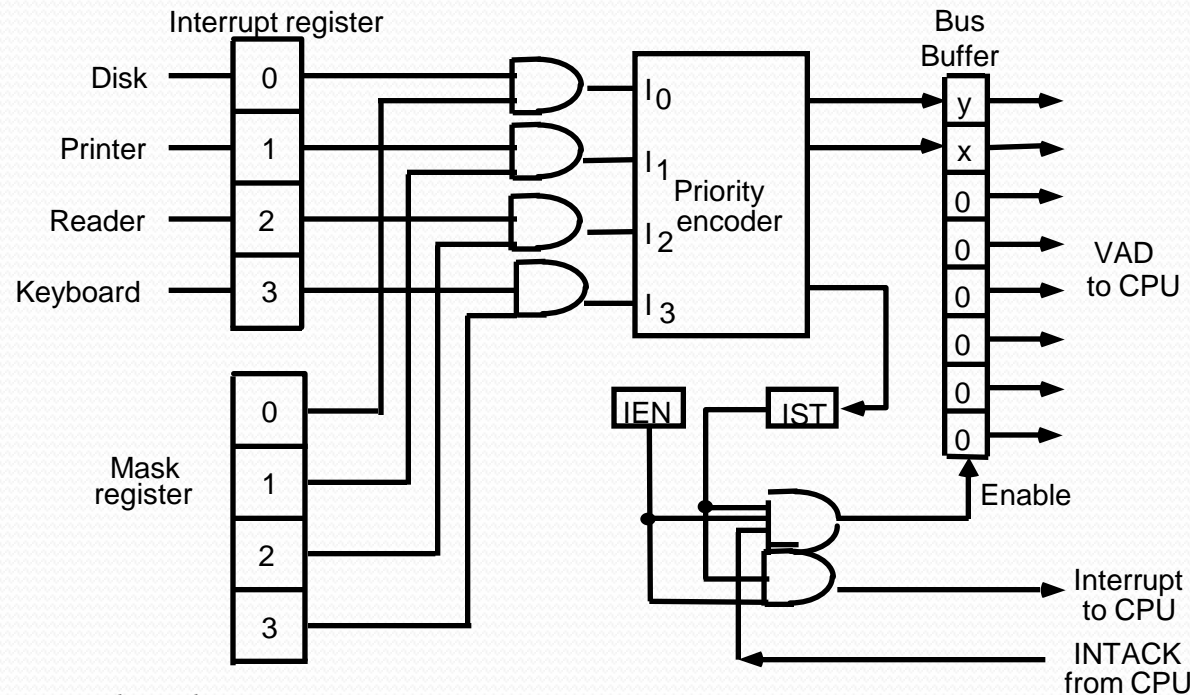 Interrupt register
Bus
Buffer
Disk
0
I0
y
Printer
1
I1
x
Priority
encoder
0
Reader
2
I2
0
VAD
to CPU
Keyboard
3
I3
0
0
0
0
IEN
IST
Enable
Mask
register
0
1
2
3
Interrupt
to CPU
INTACK
from CPU